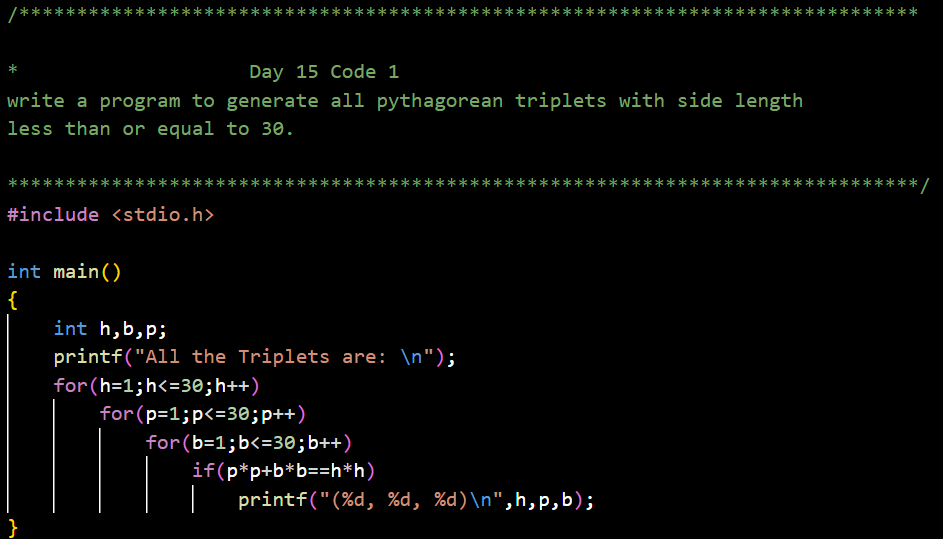 /******************************************************************************
*                    Day 15 Code 1
write a program to generate all pythagorean triplets with side length
less than or equal to 30.
*******************************************************************************/
#include <stdio.h>
int main()
{
    int h,b,p;
    printf("All the Triplets are: \n");
    for(h=1;h<=30;h++)
        for(p=1;p<=30;p++)
            for(b=1;b<=30;b++)
                if(p*p+b*b==h*h)
                    printf("(%d, %d, %d)\n",h,p,b);
}